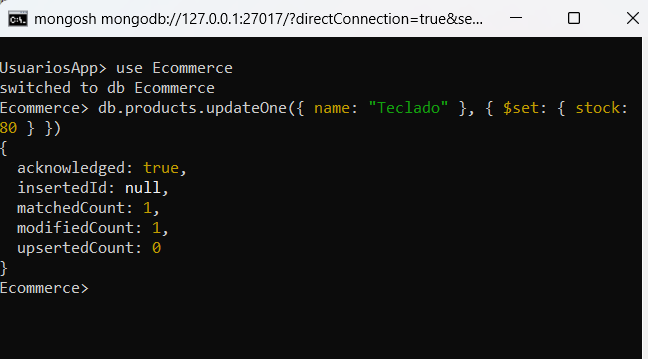 mongosh mongodb://127.0.0.1:27017/?directConnection=true&se...
UsuariosApp> use Ecommerce
switched to db Ecommerce
Ecommerce> db.products.updateOne({ name: "Teclado" }, { $set: { stock:
80 } })
{
  acknowledged: true,
  insertedId: null,
  matchedCount: 1,
  modifiedCount: 1,
  upsertedCount: 0
}
Ecommerce>